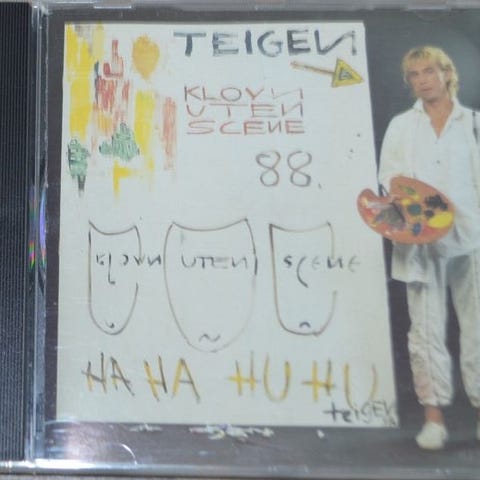 TEIGEN
KLOVN
UTEN
SCENE
88.
KLOVN UTEN SCENE
HA HA HU HU
teigen